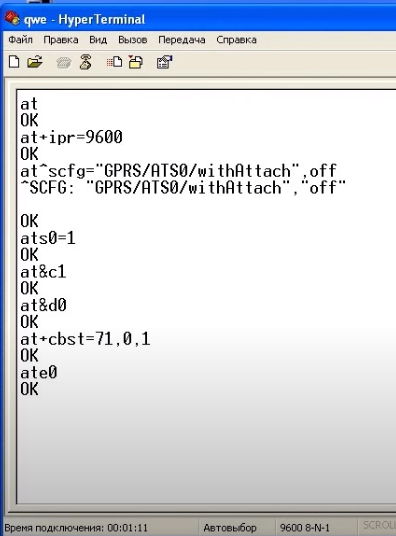 qwe - HyperTerminal
Файл Правка Вид Вызов Передача Справка
at
OK
at+ipr=9600
OK
at^scfg="GPRS/ATS0/withAttach",off
^SCFG: "GPRS/ATS0/withAttach","off"
OK
ats0=1
OK
at&c1
OK
at&d0
OK
at+cbst=71,0,1
OK
ate0
OK
Время подключения: 00:01:11 Автовыбор 9600 8-N-1 SCROL